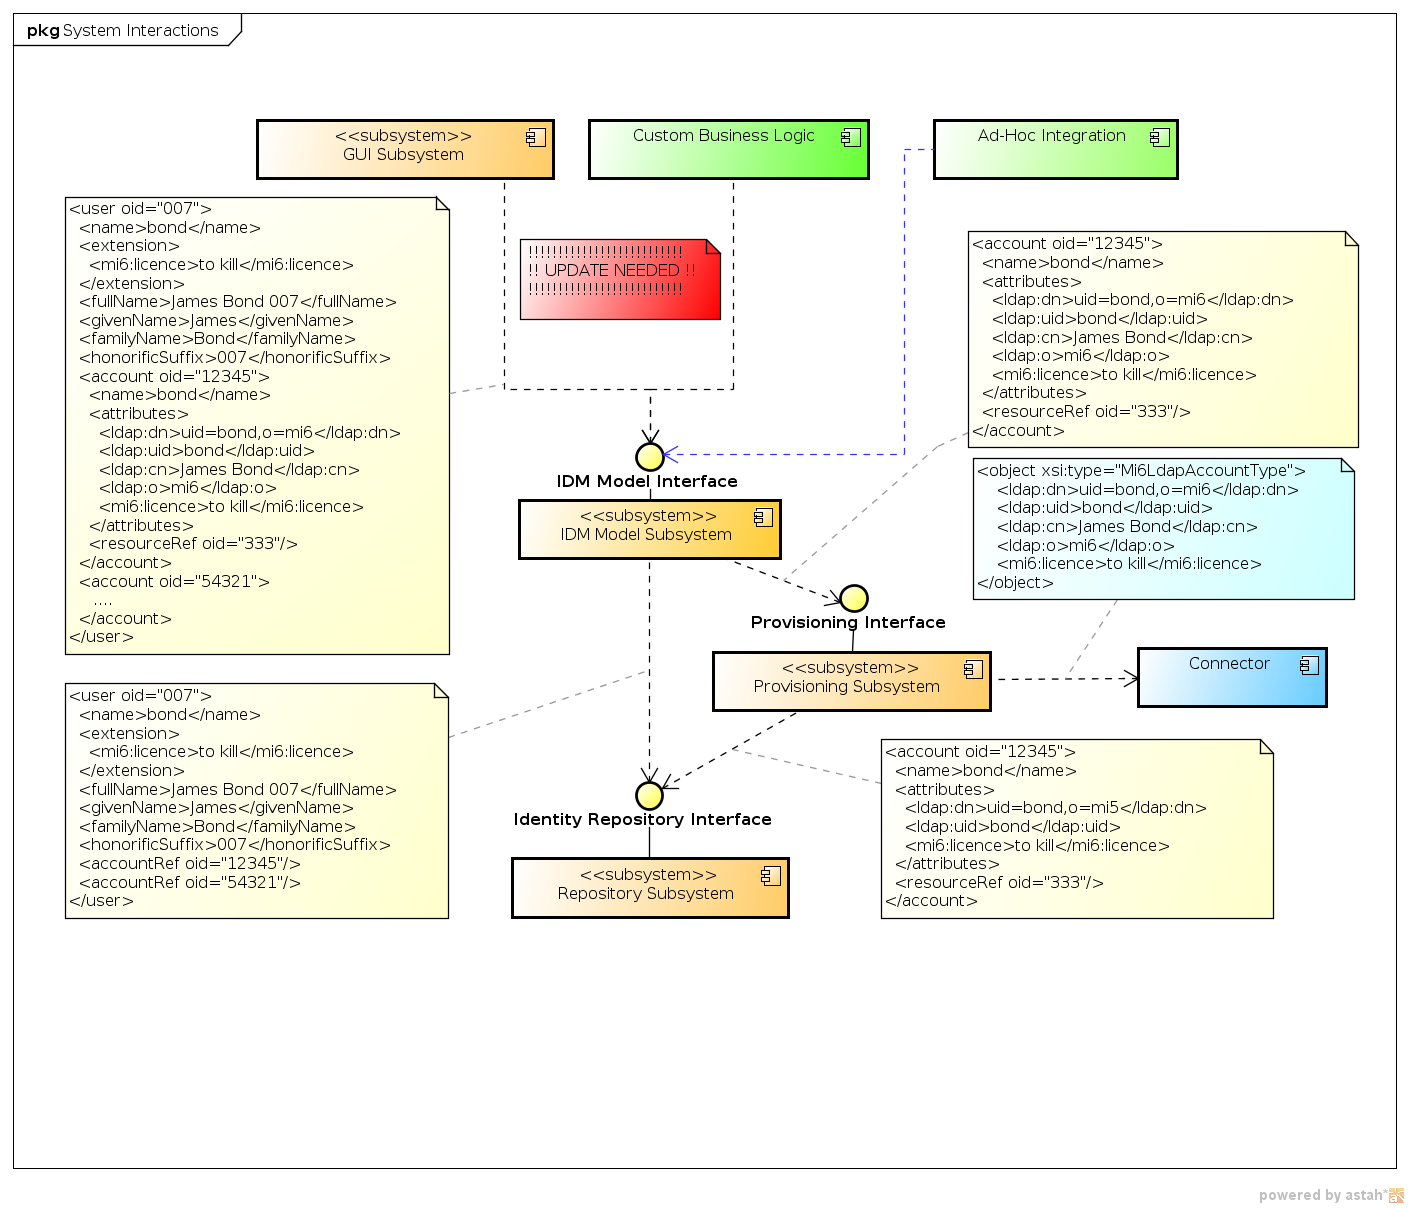 pkg System Interactions
<<subsystem>>
GUI Subsystem
Custom Business Logic
Ad-Hoc Integration
<user oid="007">
<name>bond</name>
<extension>
<mi6:licence>to kill</mi6:licence>
</extension>
<fullName>James Bond 007</fullName>
<givenName>James</givenName>
<familyName>Bond</familyName>
<honorificSuffix>007</honorificSuffix>
<account oid="12345">
<name>bond</name>
<attributes>
<ldap:dn>uid=bond,o=mi6</ldap:dn>
<ldap:uid>bond</ldap:uid>
<ldap:cn>James Bond</ldap:cn>
<ldap:o>mi6</ldap:o>
<mi6:licence>to kill</mi6:licence>
</attributes>
<resourceRef oid="333"/>
</account>
<account oid="54321">
....
</account>
</user>
!!!!!!!!!!!!!!!!!!!!!!!!!!
!! UPDATE NEEDED !!
!!!!!!!!!!!!!!!!!!!!!!!!!!
<account oid="12345">
<name>bond</name>
<attributes>
<ldap:dn>uid=bond,o=mi6</ldap:dn>
<ldap:uid>bond</ldap:uid>
<ldap:cn>James Bond</ldap:cn>
<ldap:o>mi6</ldap:o>
<mi6:licence>to kill</mi6:licence>
</attributes>
<resourceRef oid="333"/>
</account>
IDM Model Interface
<<subsystem>>
IDM Model Subsystem
<object xsi:type="Mi6LdapAccountType">
<ldap:dn>uid=bond,o=mi6</ldap:dn>
<ldap:uid>bond</ldap:uid>
<ldap:cn>James Bond</ldap:cn>
<ldap:o>mi6</ldap:o>
<mi6:licence>to kill</mi6:licence>
</object>
Provisioning Interface
<<subsystem>>
Provisioning Subsystem
Connector
<user oid="007">
<name>bond</name>
<extension>
<mi6:licence>to kill</mi6:licence>
</extension>
<fullName>James Bond 007</fullName>
<givenName>James</givenName>
<familyName>Bond</familyName>
<honorificSuffix>007</honorificSuffix>
<accountRef oid="12345"/>
<accountRef oid="54321"/>
</user>
Identity Repository Interface
<<subsystem>>
Repository Subsystem
<account oid="12345">
<name>bond</name>
<attributes>
<ldap:dn>uid=bond,o=mi5</ldap:dn>
<ldap:uid>bond</ldap:uid>
<mi6:licence>to kill</mi6:licence>
</attributes>
<resourceRef oid="333"/>
</account>
powered by astah*